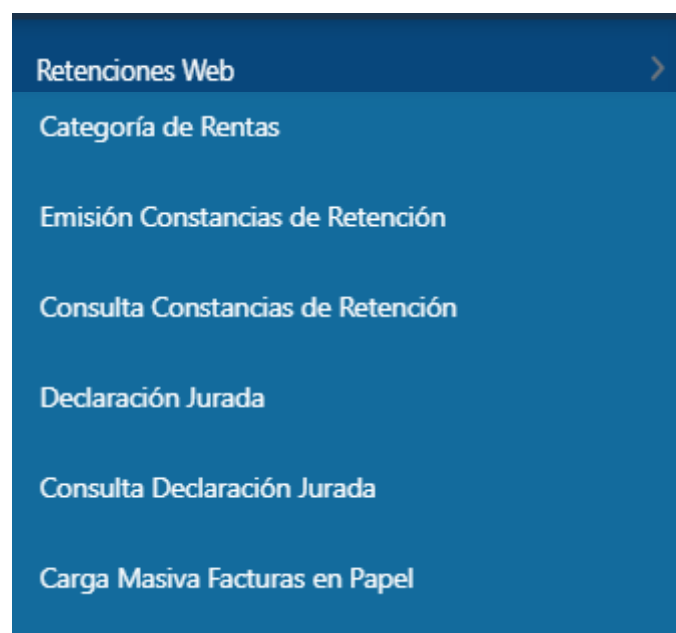 Retenciones Web
Categoría de Rentas
Emisión Constancias de Retención
Consulta Constancias de Retención
Declaración Jurada
Consulta Declaración Jurada
Carga Masiva Facturas en Papel